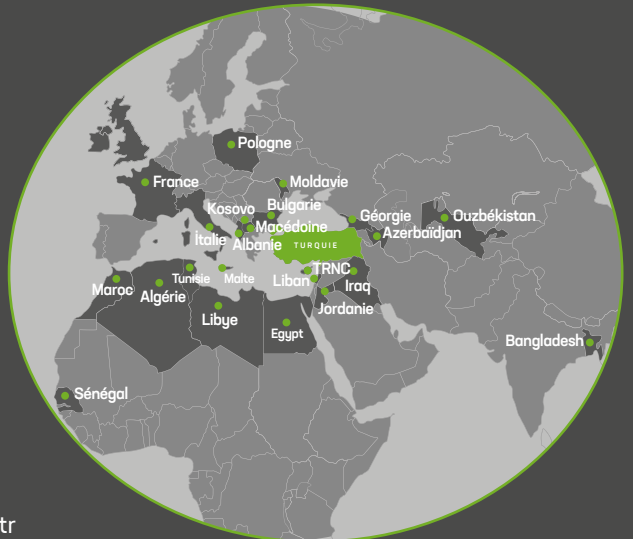 Pologne
France
Moldavie
Kosovo
Bulgarie
Géorgie
Ouzbékistan
Macédoine
Azerbaïdjan
Italie
Albanie
TURQUIE
Tunisie
Malte
Liban
TRNC
Iraq
Maroc
Algérie
Jordanie
Libye
Egypt
Bangladesh
Sénégal
tr